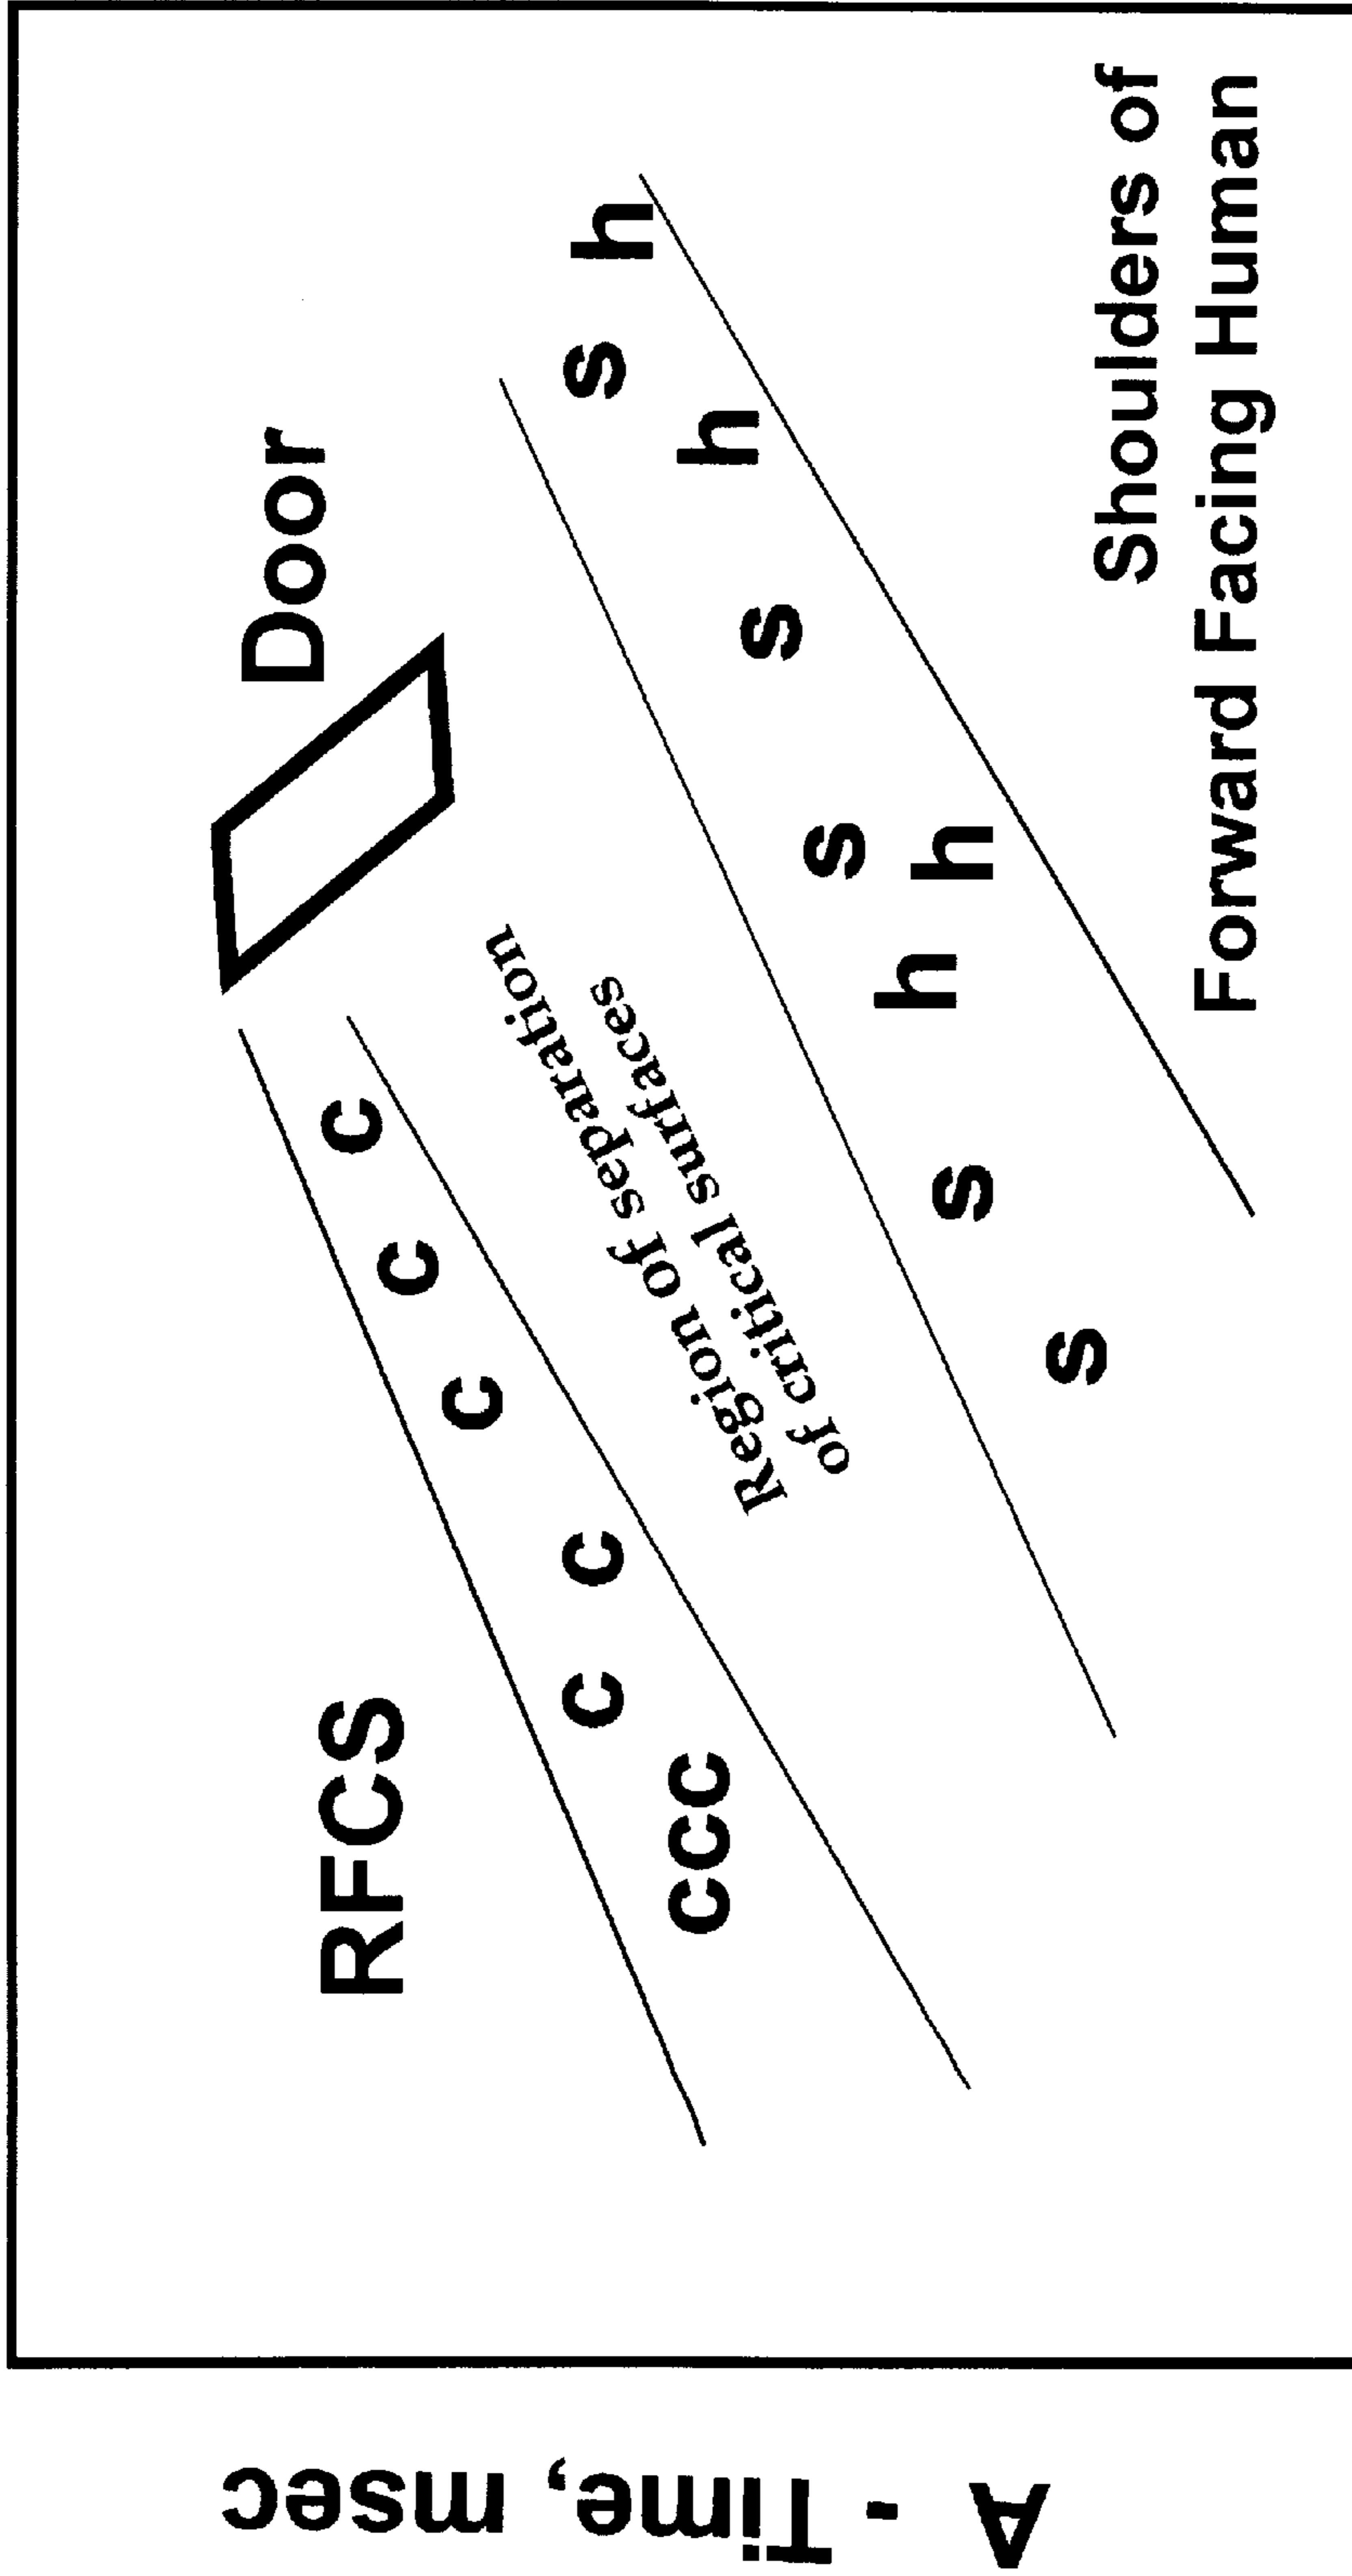 A - Time, msec
Door
RFCS
c
c
c
c c
ccc
Region of separation
of critical surfaces
s h
h
s
s
h h
s
s
Shoulders of
Forward Facing Human